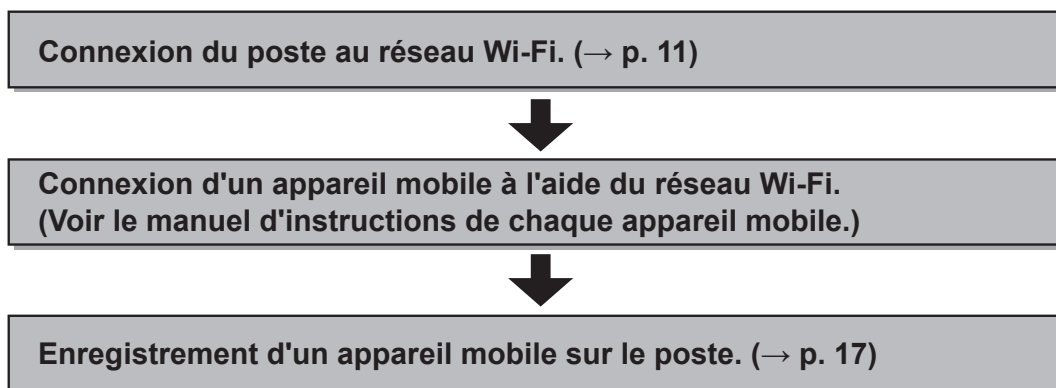 Connexion du poste au réseau Wi-Fi. (→ p. 11)
Connexion d'un appareil mobile à l'aide du réseau Wi-Fi.
(Voir le manuel d'instructions de chaque appareil mobile.)
Enregistrement d'un appareil mobile sur le poste. (→ p. 17)